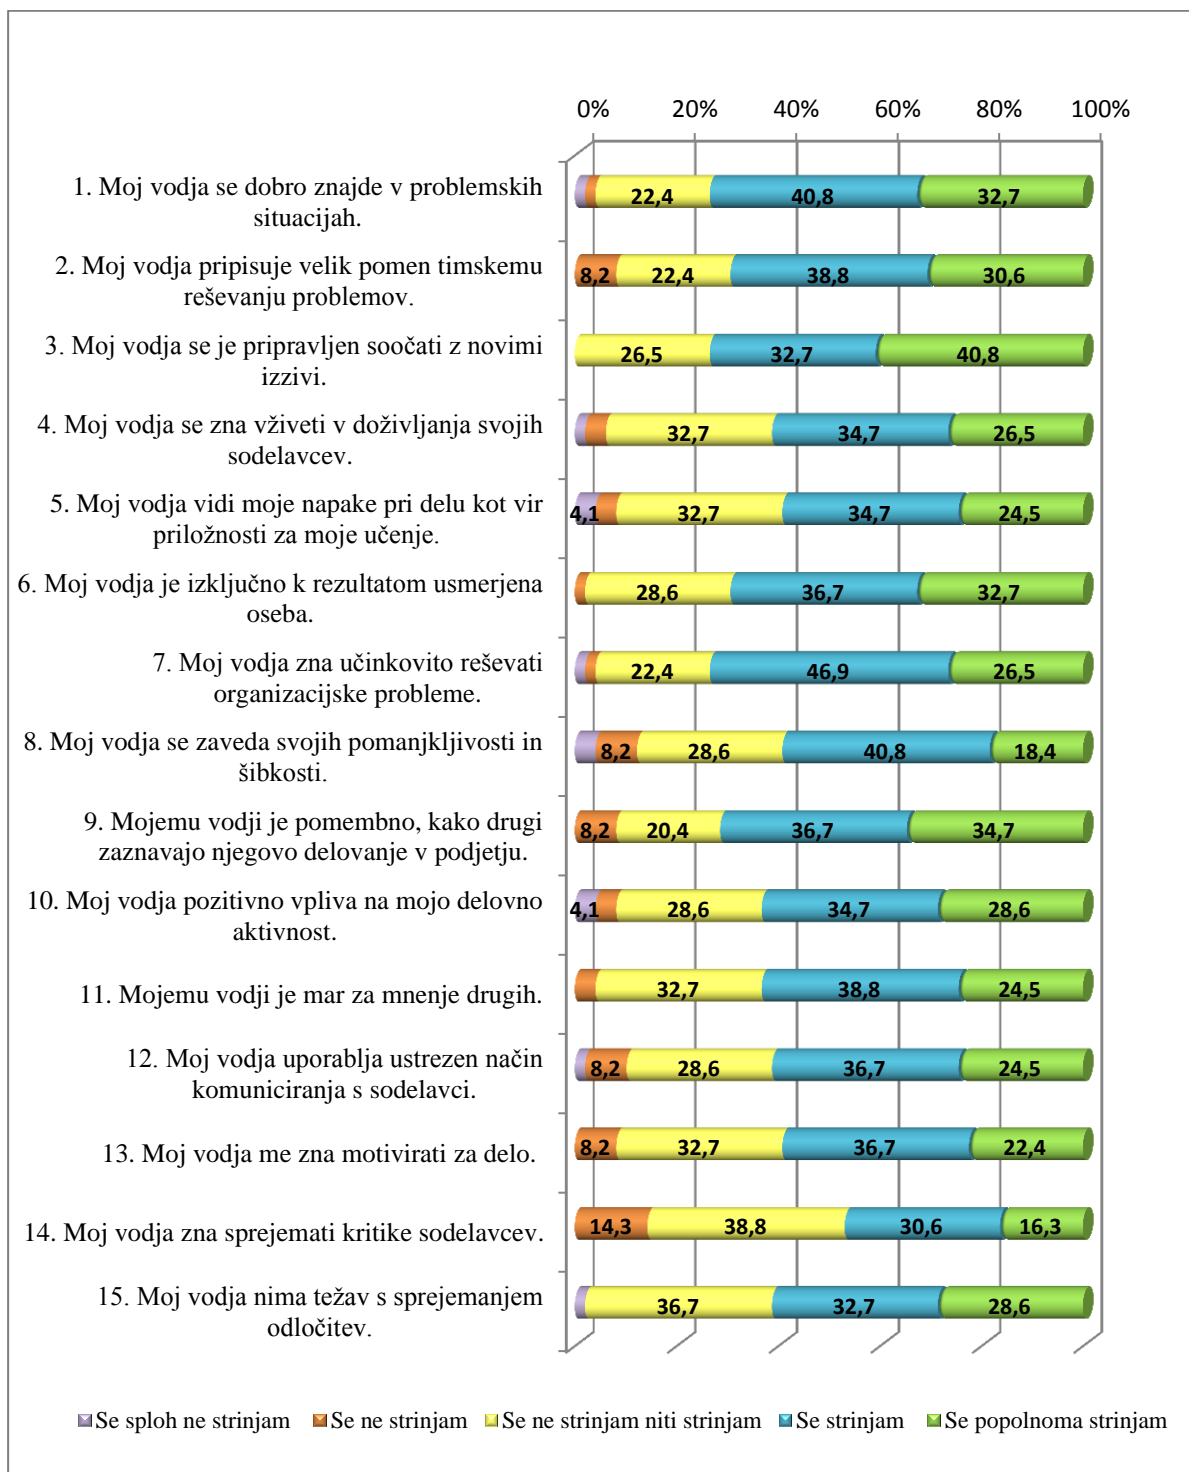 0% 20% 40% 60% 80% 100%
1. Moj vodja se dobro znajde v problemskih
situacijah.
22,4 40,8 32,7
2. Moj vodja pripisuje velik pomen timskemu
reševanju problemov.
8,2 22,4 38,8 30,6
3. Moj vodja se je pripravljen soočati z novimi
izzivi.
26,5 32,7 40,8
4. Moj vodja se zna vživeti v doživljanja svojih
sodelavcev.
32,7 34,7 26,5
5. Moj vodja vidi moje napake pri delu kot vir
priložnosti za moje učenje.
4,1 32,7 34,7 24,5
6. Moj vodja je izključno k rezultatom usmerjena
oseba.
28,6 36,7 32,7
7. Moj vodja zna učinkovito reševati
organizacijske probleme.
22,4 46,9 26,5
8. Moj vodja se zaveda svojih pomanjkljivosti in
šibkosti.
8,2 28,6 40,8 18,4
9. Mojemu vodji je pomembno, kako drugi
zaznavajo njegovo delovanje v podjetju.
8,2 20,4 36,7 34,7
10. Moj vodja pozitivno vpliva na mojo delovno
aktivnost.
4,1 28,6 34,7 28,6
11. Mojemu vodji je mar za mnenje drugih.
32,7 38,8 24,5
12. Moj vodja uporablja ustrezen način
komuniciranja s sodelavci.
8,2 28,6 36,7 24,5
13. Moj vodja me zna motivirati za delo.
8,2 32,7 36,7 22,4
14. Moj vodja zna sprejemati kritike sodelavcev.
14,3 38,8 30,6 16,3
15. Moj vodja nima težav s sprejemanjem
odločitev.
36,7 32,7 28,6
Se sploh ne strinjam Se ne strinjam Se ne strinjam niti strinjam Se strinjam Se popolnoma strinjam